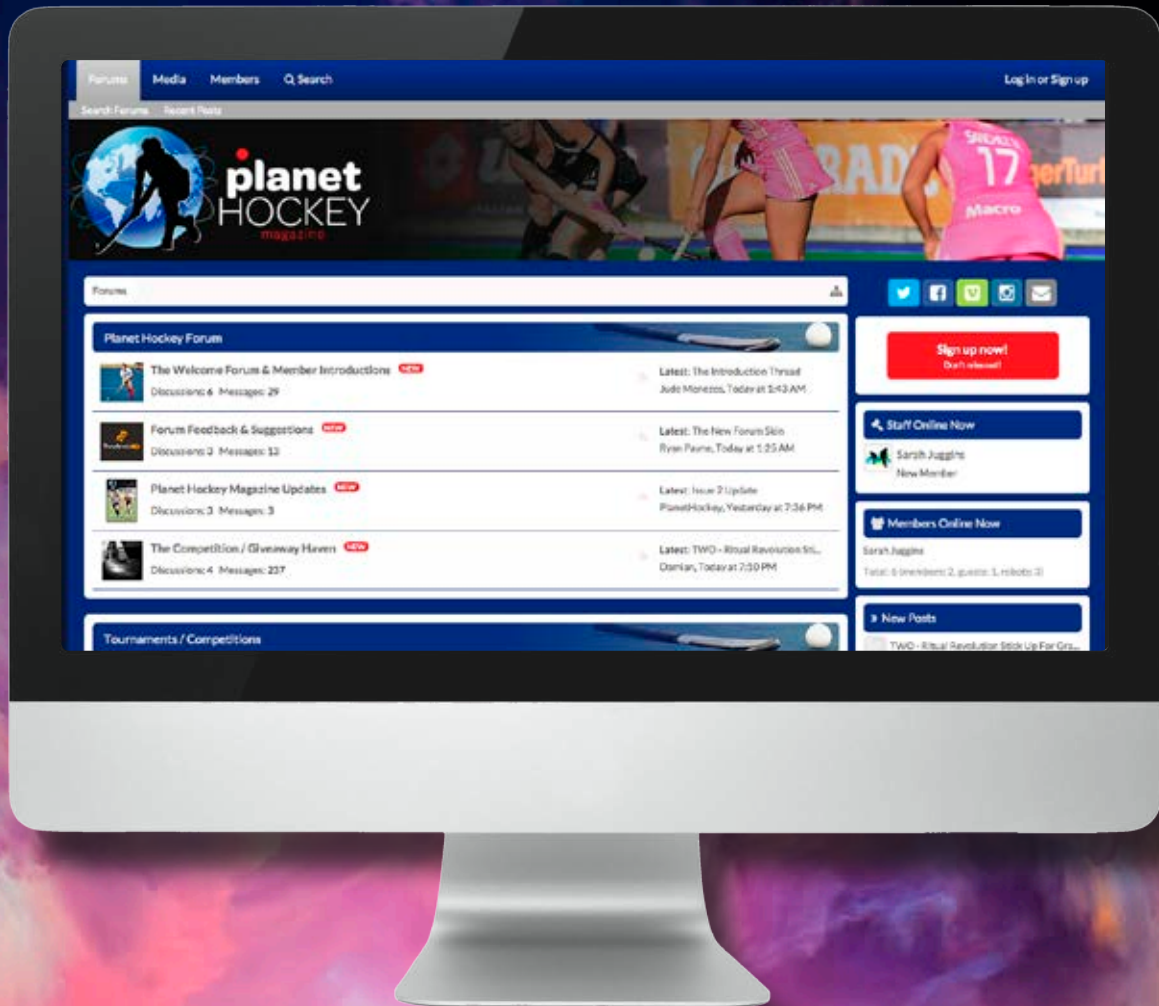 Forums Media Members Search Log in or Sign up
Search Forums Recent Posts
planet
HOCKEY
magazine
17
Macro
Forums
Planet Hockey Forum
The Welcome Forum & Member Introductions NEW
Discussions: 6 Messages: 29
Latest: The Introduction Thread
Jude Menezes, Today at 1:43 AM
Forum Feedback & Suggestions NEW
Discussions: 3 Messages: 13
Latest: The New Forum Skin
Ryan Payne, Today at 1:25 AM
Planet Hockey Magazine Updates NEW
Discussions: 3 Messages: 3
Latest: Issue 2 Update
PlanetHockey, Yesterday at 7:36 PM
The Competition / Giveaway Haven NEW
Discussions: 4 Messages: 237
Latest: TWO - Ritual Revolution Sti...
Damian, Today at 7:50 PM
Tournaments / Competitions
Sign up now!
Staff Online Now
Sarah Juggins
New Member
Members Online Now
Sarah Juggins
Total: 6 (members: 2, guests: 1, robots: 3)
New Posts
TWO - Ritual Revolution Stick Up For Gra...